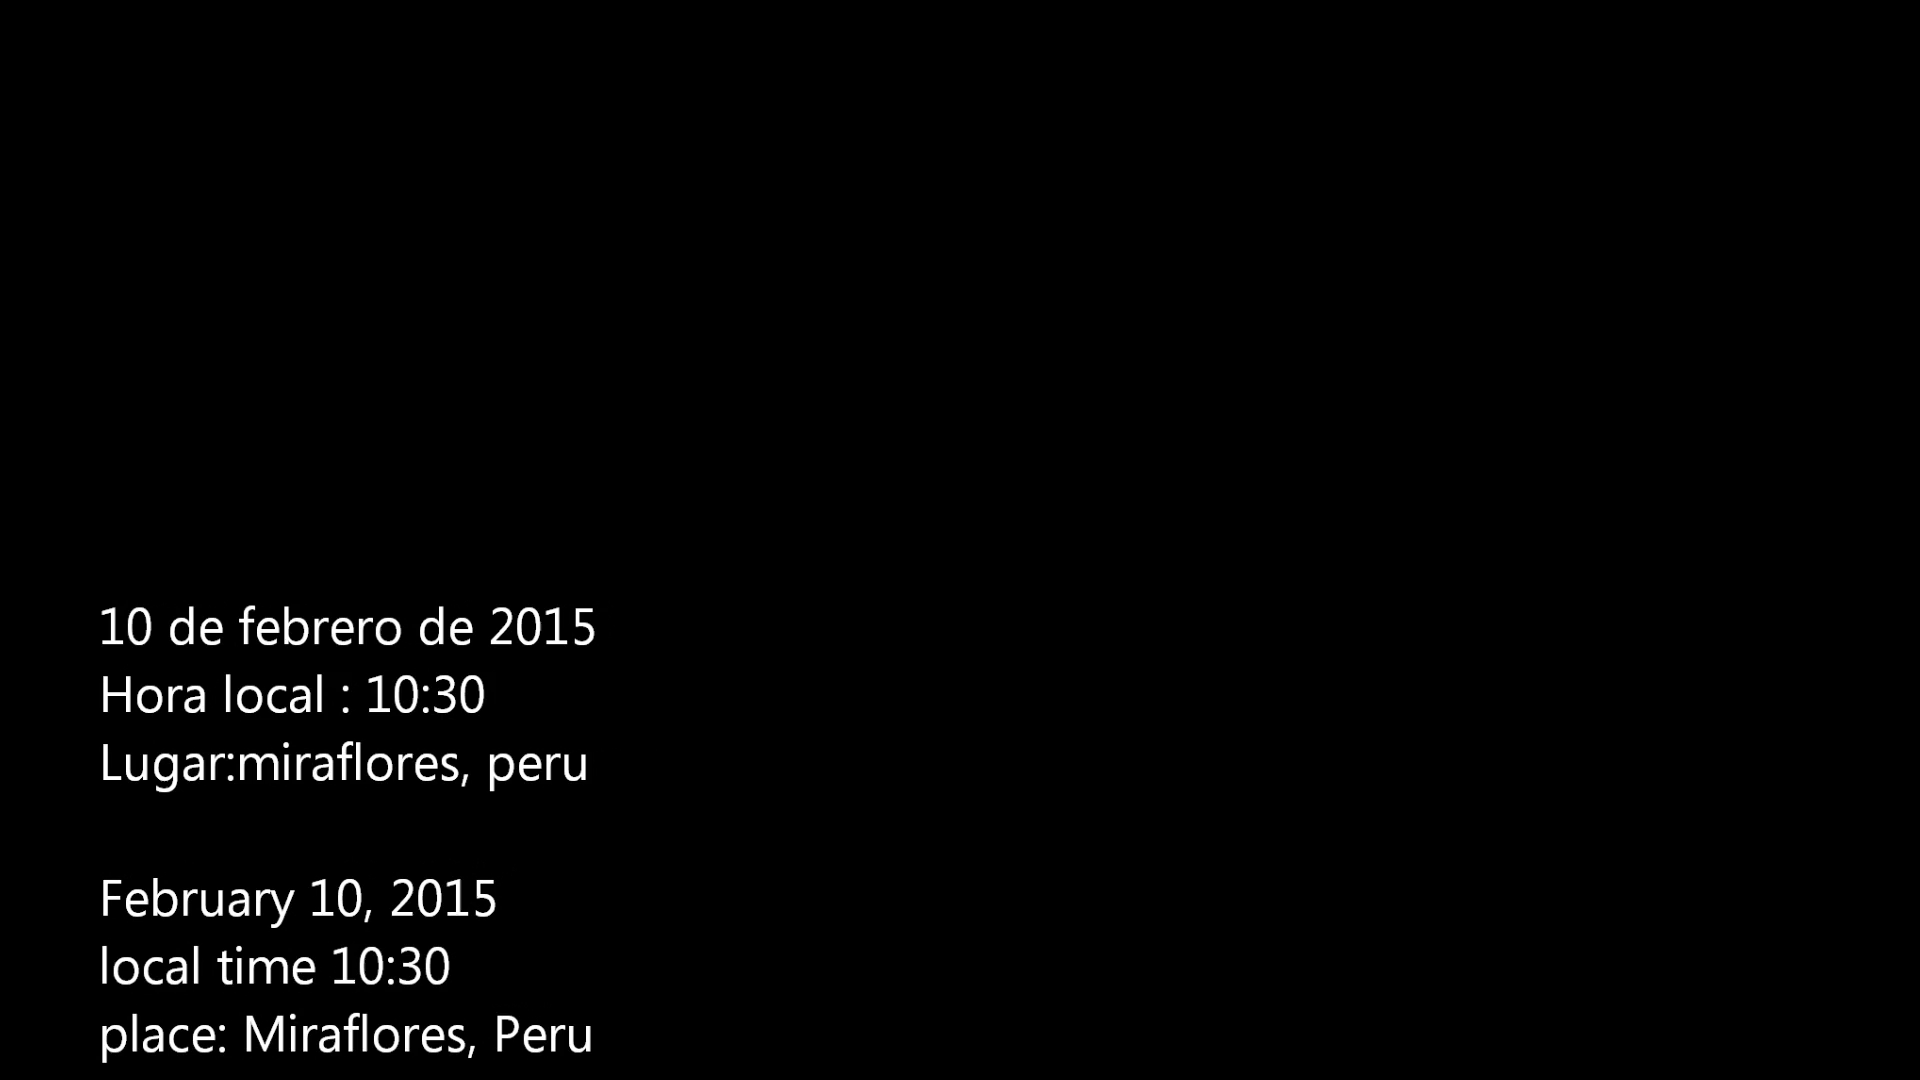 10 de febrero de 2015
Hora local : 10:30
Lugar:miraflores, peru
February 10, 2015
local time 10:30
place: Miraflores, Peru